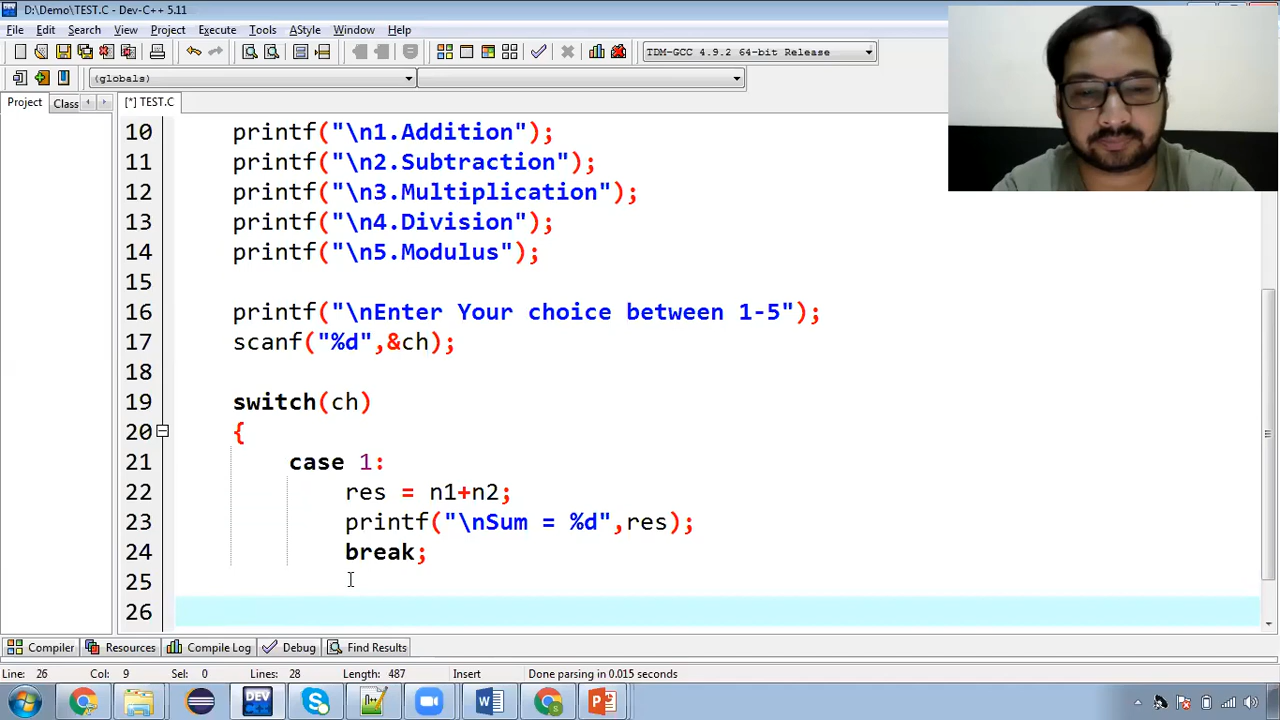 D:\Demo\TEST.C - Dev-C++ 5.11
File Edit Search View Project Execute Tools AStyle Window Help
TDM-GCC 4.9.2 64-bit Release
(globals)
Project Class [*] TEST.C
10 printf("\n1.Addition");
11 printf("\n2.Subtraction");
12 printf("\n3.Multiplication");
13 printf("\n4.Division");
14 printf("\n5.Modulus");
15
16 printf("\nEnter Your choice between 1-5");
17 scanf("%d",&ch);
18
19 switch(ch)
20 {
21 case 1:
22 res = n1+n2;
23 printf("\nSum = %d",res);
24 break;
25
26
Compiler Resources Compile Log Debug Find Results
Line: 26 Col: 9 Sel: 0 Lines: 28 Length: 487 Insert Done parsing in 0.015 seconds
DEV